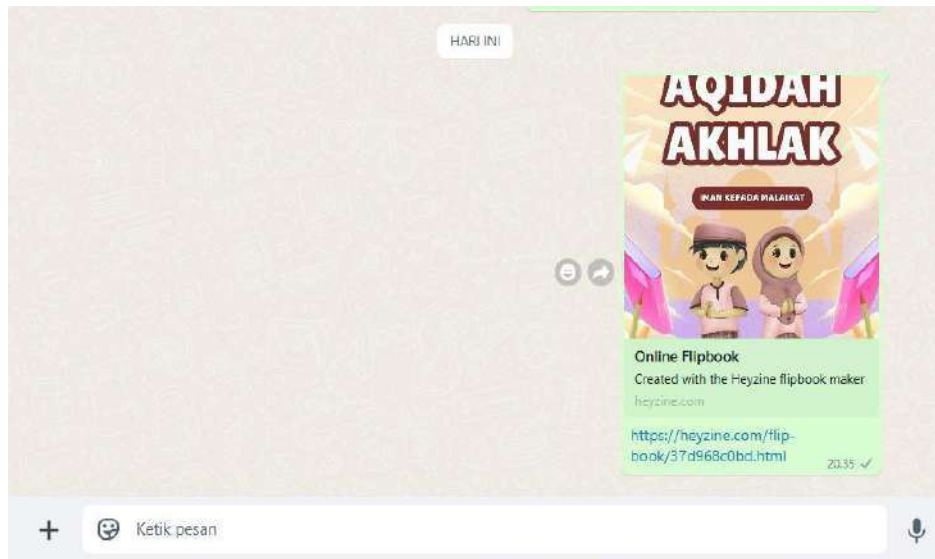 HARI INI
AQIDAH
AKHLAK
IMAN KEPADA MALAIKAT
Online Flipbook
Created with the Heyzine flipbook maker
heyzine.com
https://heyzine.com/flip-
book/37d968c0bd.html
20.35
Ketik pesan